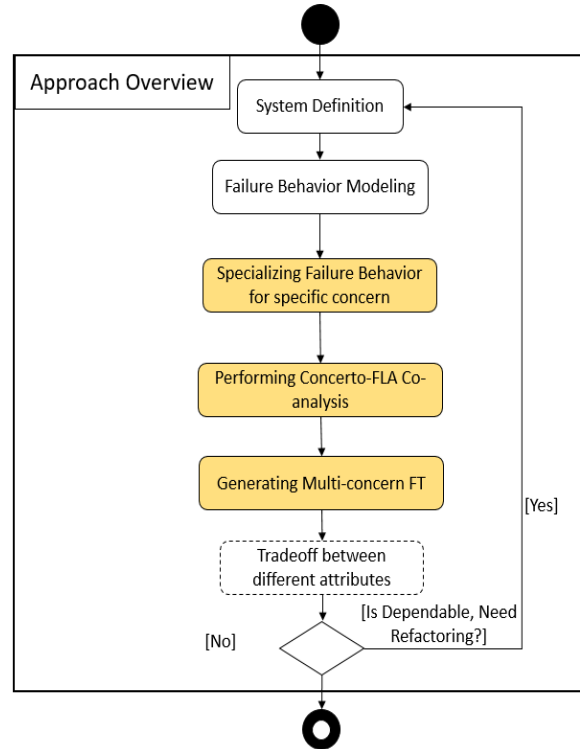 Approach Overview
System Definition
Failure Behavior Modeling
Specializing Failure Behavior
for specific concern
Performing Concerto-FLA Co-
analysis
Generating Multi-concern FT
[Yes]
Tradeoff between
different attributes
[Is Dependable, Need
Refactoring?]
[No]